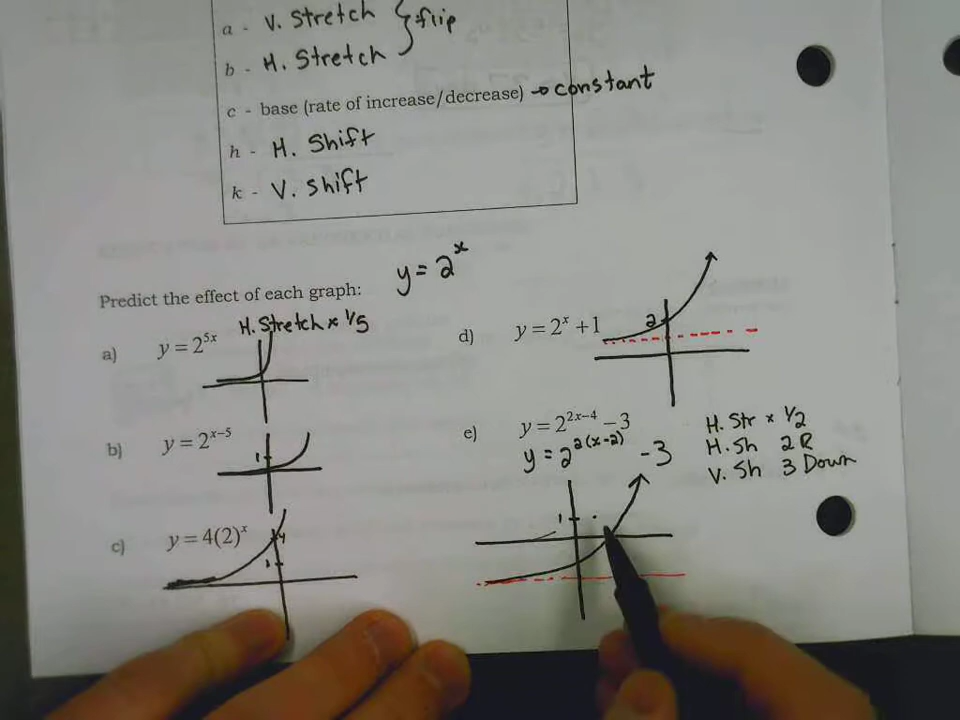 a - V. Stretch } flip
b - H. Stretch
c - base (rate of increase/decrease) → constant
h - H. Shift
k - V. Shift
Predict the effect of each graph: y = 2^x
a) y = 2^{5x} H. Stretch x 1/5
b) y = 2^{x-5}
1
c) y = 4(2)^x
4
1
d) y = 2^x + 1
2
e) y = 2^{2x-4} - 3
y = 2^{2(x-2)} - 3
H. Str x 1/2
H. Sh 2 R
V. Sh 3 Down
1